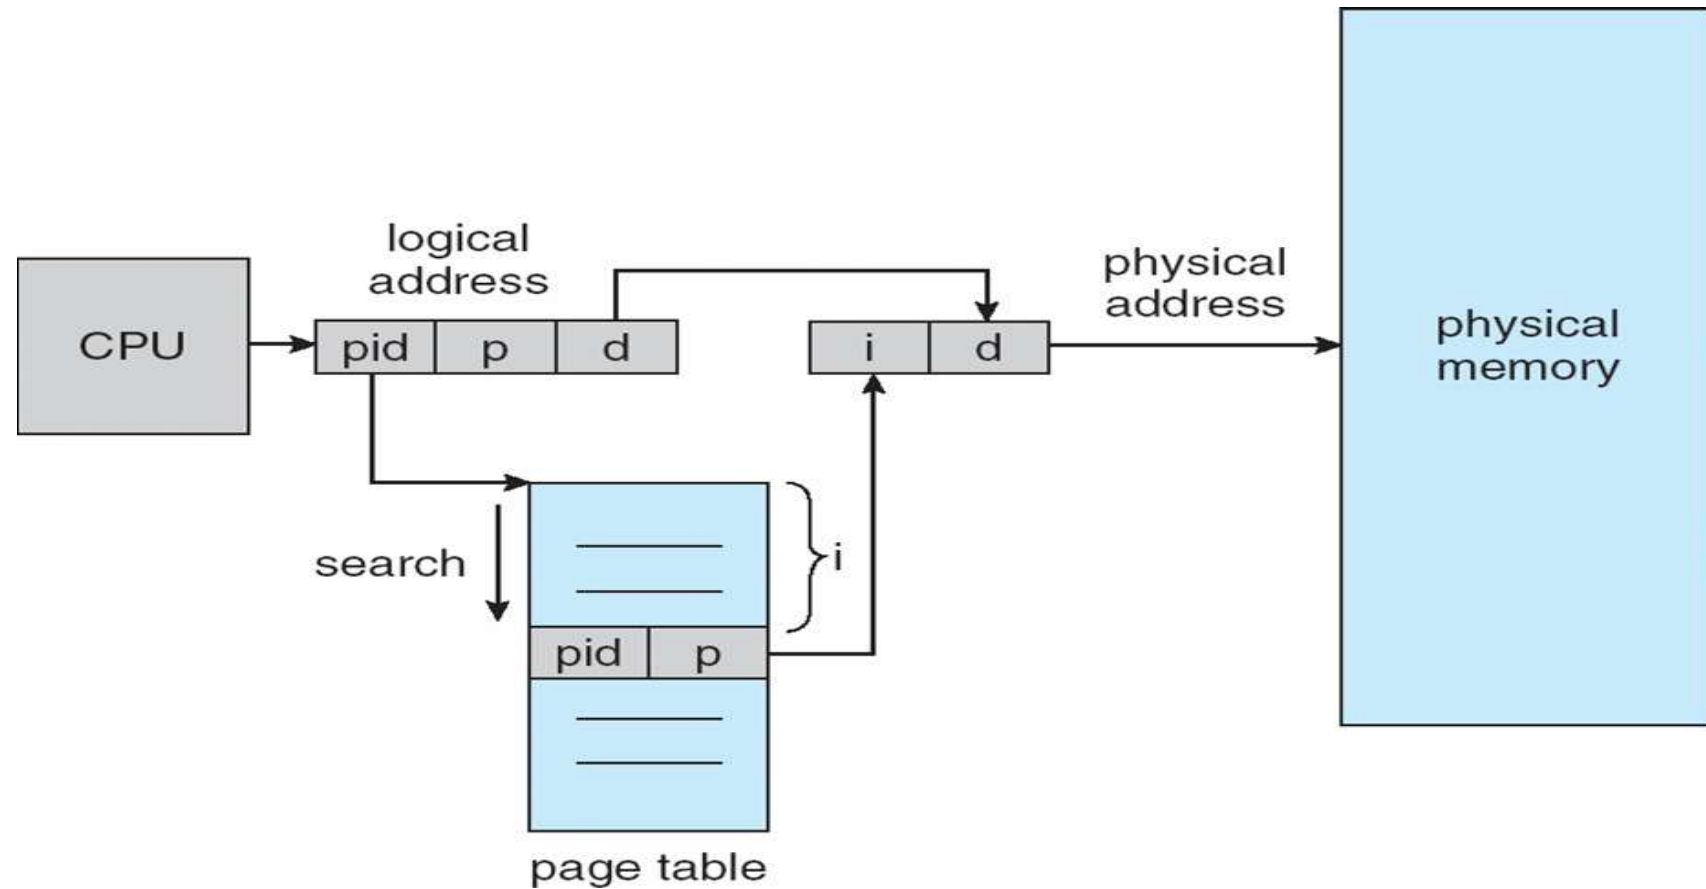 logical
address
physical
address
CPU
pid p d
i d
physical
memory
search
i
pid p
page table